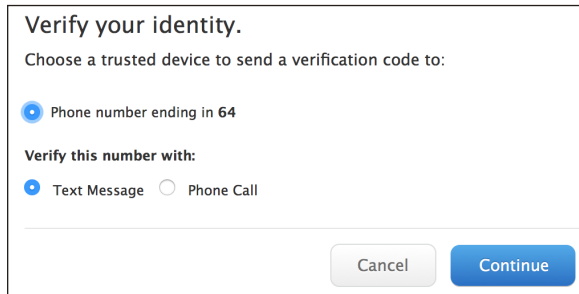 Verify your identity.
Choose a trusted device to send a verification code to:
Phone number ending in 64
Verify this number with:
Text Message Phone Call
Cancel Continue